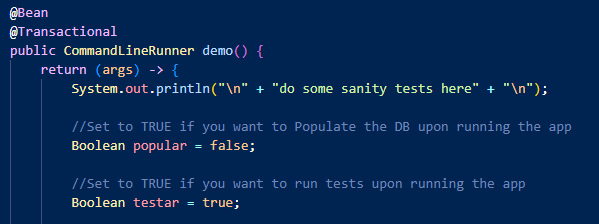 @Bean
@Transactional
public CommandLineRunner demo() {
return (args) -> {
System.out.println("\n" + "do some sanity tests here" + "\n");
//Set to TRUE if you want to Populate the DB upon running the app
Boolean popular = false;
//Set to TRUE if you want to run tests upon running the app
Boolean testar = true;